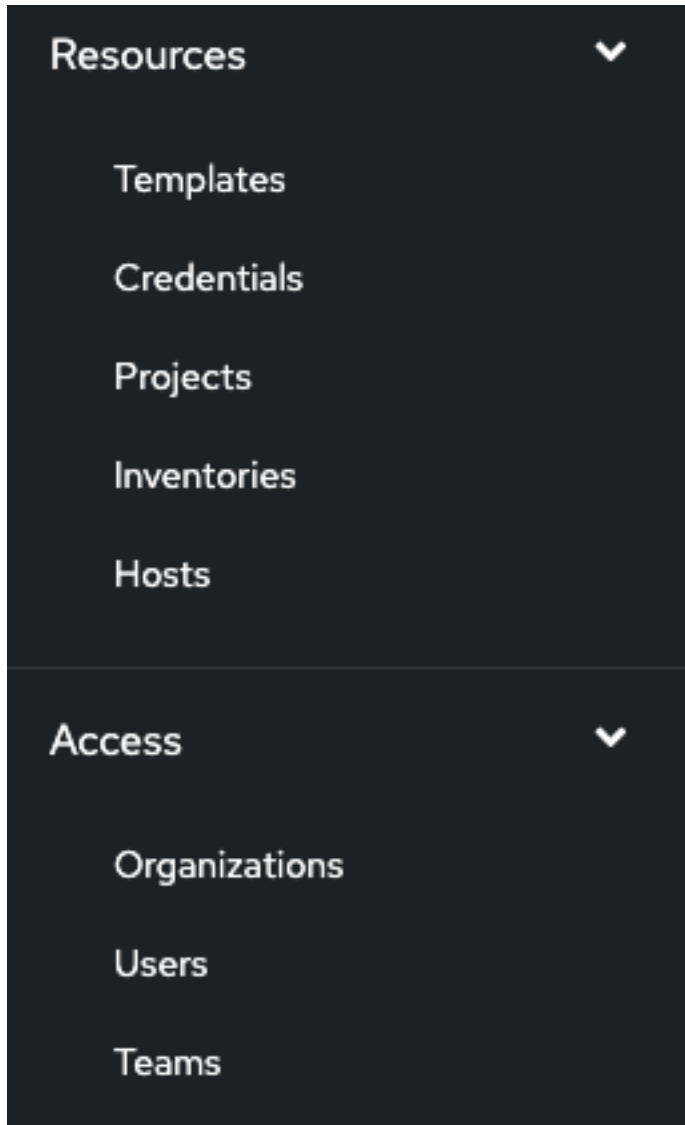 Resources
Templates
Credentials
Projects
Inventories
Hosts
Access
Organizations
Users
Teams